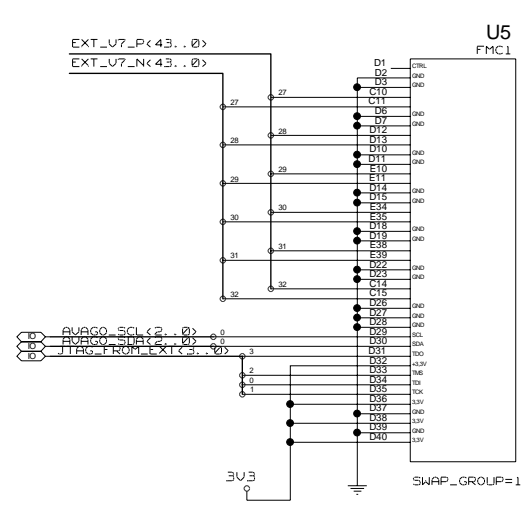 U5
FMC1
EXT_V7_P<43..0>
EXT_V7_N<43..0>
D1 CTRL
D2 GND
D3 GND
27 C10
27 C11
D6 GND
D7 GND
28 D12
28 D13
D10 GND
D11 GND
29 E10
29 E11
D14 GND
D15 GND
30 E34
30 E35
D18 GND
D19 GND
31 E38
31 E39
D22 GND
D23 GND
32 C14
32 C15
D26 GND
D27 GND
D28 GND
IO AVAGO_SCL<2..0> 0 D29 SCL
IO AVAGO_SDA<2..0> 0 D30 SDA
IO JTAG_FROM_EXT<3..0> 3 D31 TDO
D32 +3,3V
2 D33 TMS
0 D34 TDI
1 D35 TCK
D36 3,3V
D37 GND
D38 3,3V
D39 GND
D40 3,3V
3V3
SWAP_GROUP=1